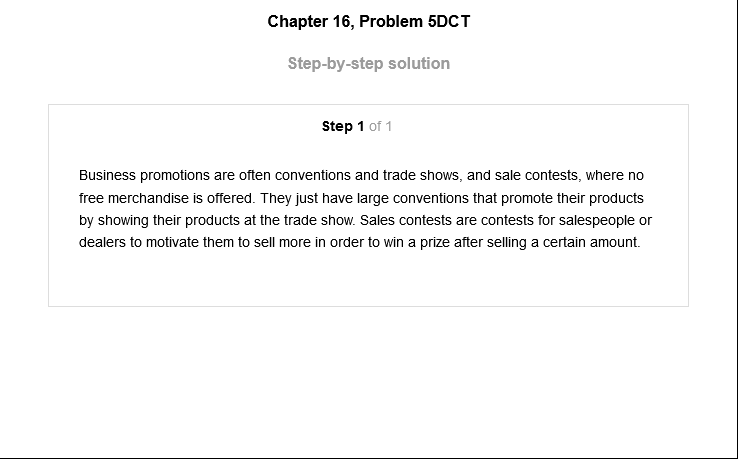 Chapter 16, Problem 5DCT
Step-by-step solution
Step 1 of 1
Business promotions are often conventions and trade shows, and sale contests, where no
free merchandise is offered. They just have large conventions that promote their products
by showing their products at the trade show. Sales contests are contests for salespeople or
dealers to motivate them to sell more in order to win a prize after selling a certain amount.